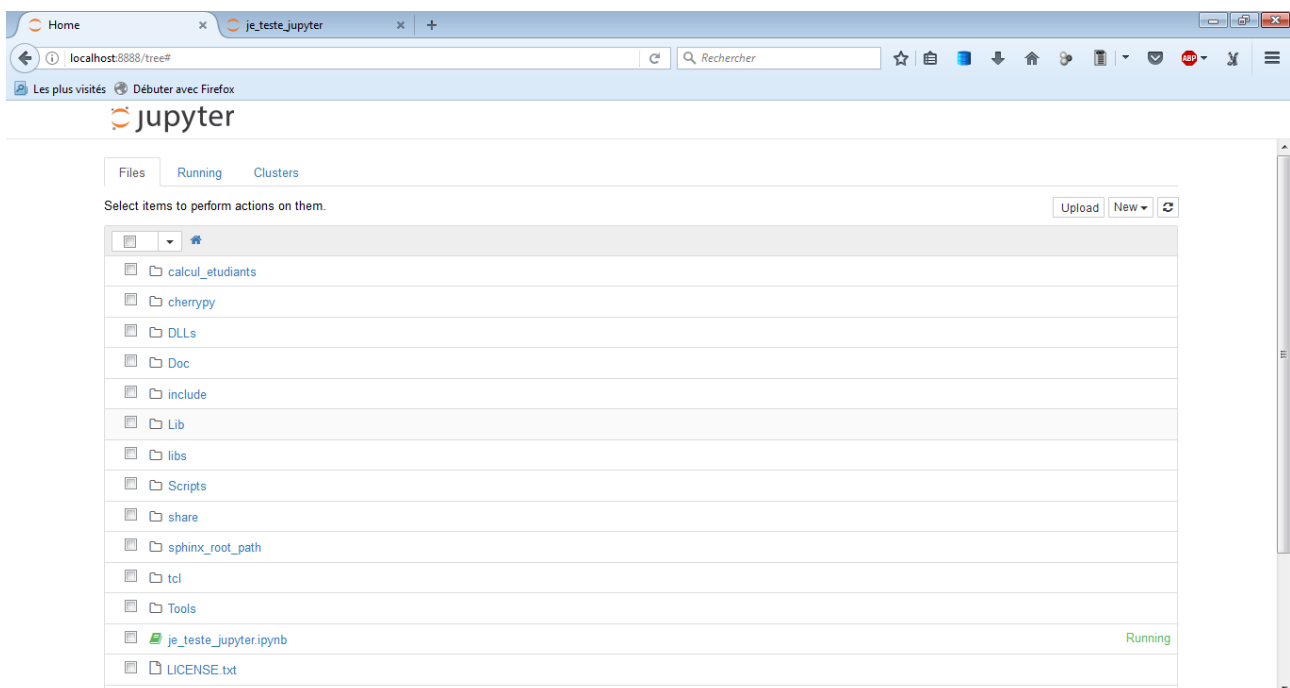 Home je_teste_jupyter
localhost:8888/tree# Rechercher ABP
Les plus visités Débuter avec Firefox
jupyter
Files Running Clusters
Select items to perform actions on them. Upload New
calcul_etudiants
cherrypy
DLLs
Doc
include
Lib
libs
Scripts
share
sphinx_root_path
tcl
Tools
je_teste_jupyter.ipynb Running
LICENSE.txt